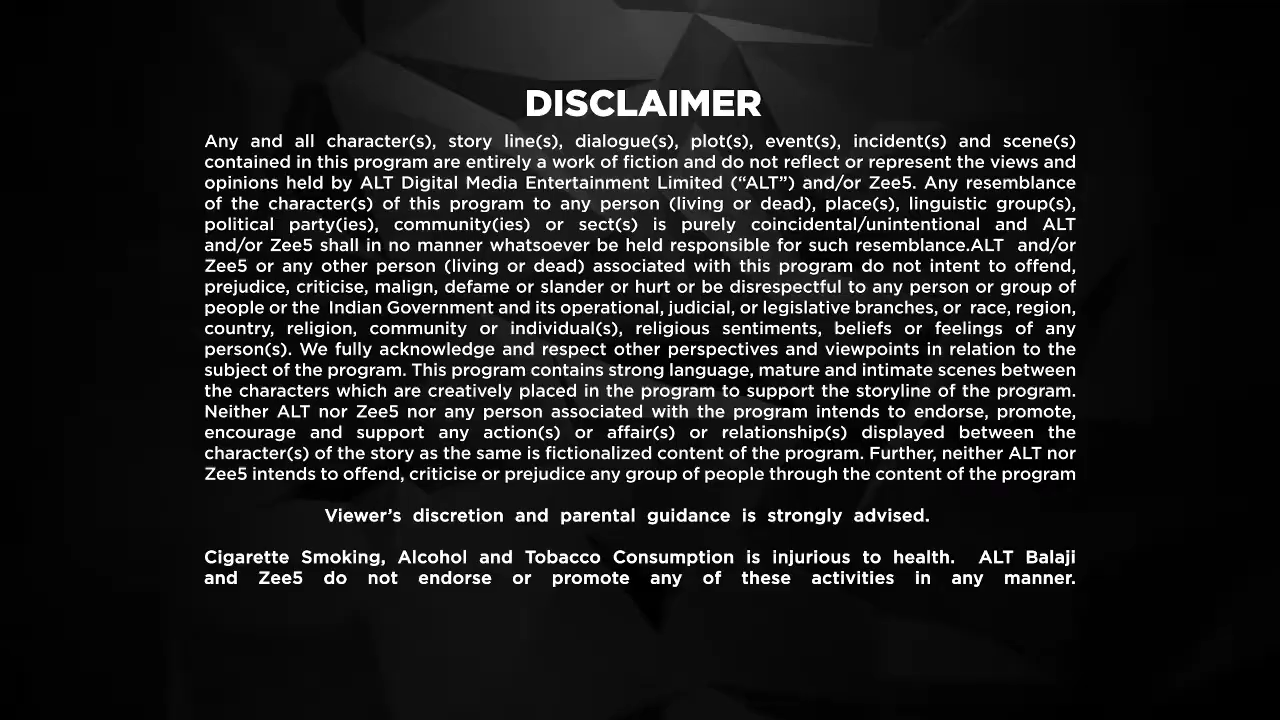 DISCLAIMER
Any and all character(s), story line(s), dialogue(s), plot(s), event(s), incident(s) and scene(s)
contained in this program are entirely a work of fiction and do not reflect or represent the views and
opinions held by ALT Digital Media Entertainment Limited (“ALT”) and/or Zee5. Any resemblance
of the character(s) of this program to any person (living or dead), place(s), linguistic group(s),
political party(ies), community(ies) or sect(s) is purely coincidental/unintentional and ALT
and/or Zee5 shall in no manner whatsoever be held responsible for such resemblance.ALT and/or
Zee5 or any other person (living or dead) associated with this program do not intent to offend,
prejudice, criticise, malign, defame or slander or hurt or be disrespectful to any person or group of
people or the Indian Government and its operational, judicial, or legislative branches, or race, region,
country, religion, community or individual(s), religious sentiments, beliefs or feelings of any
person(s). We fully acknowledge and respect other perspectives and viewpoints in relation to the
subject of the program. This program contains strong language, mature and intimate scenes between
the characters which are creatively placed in the program to support the storyline of the program.
Neither ALT nor Zee5 nor any person associated with the program intends to endorse, promote,
encourage and support any action(s) or affair(s) or relationship(s) displayed between the
character(s) of the story as the same is fictionalized content of the program. Further, neither ALT nor
Zee5 intends to offend, criticise or prejudice any group of people through the content of the program
Viewer’s discretion and parental guidance is strongly advised.
Cigarette Smoking, Alcohol and Tobacco Consumption is injurious to health. ALT Balaji
and Zee5 do not endorse or promote any of these activities in any manner.